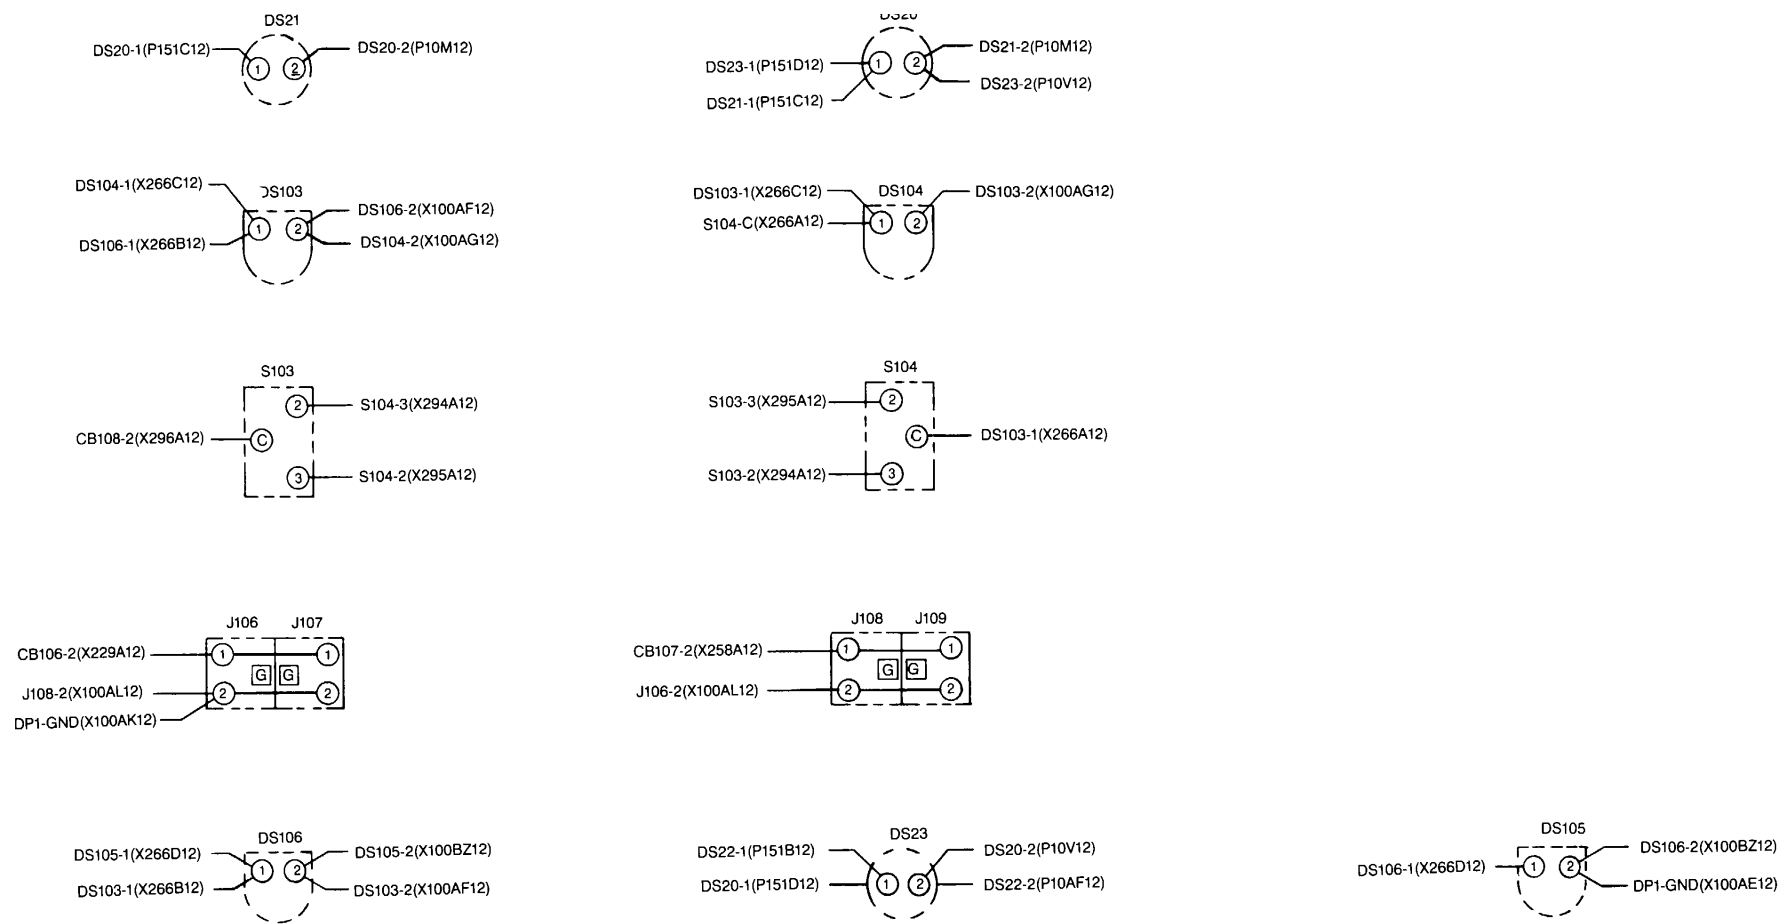 DS21
DS20-1(P151C12)
1
2
DS20-2(P10M12)
DS20
DS23-1(P151D12)
DS21-1(P151C12)
1
2
DS21-2(P10M12)
DS23-2(P10V12)
DS103
DS104-1(X266C12)
DS106-1(X266B12)
1
2
DS106-2(X100AF12)
DS104-2(X100AG12)
DS104
DS103-1(X266C12)
S104-C(X266A12)
1
2
DS103-2(X100AG12)
S103
CB108-2(X296A12)
2
C
3
S104-3(X294A12)
S104-2(X295A12)
S104
S103-3(X295A12)
S103-2(X294A12)
2
C
3
DS103-1(X266A12)
J106 J107
CB106-2(X229A12)
1 1
G G
J108-2(X100AL12)
2 2
DP1-GND(X100AK12)
J108 J109
CB107-2(X258A12)
1 1
G G
J106-2(X100AL12)
2 2
DS106
DS105-1(X266D12)
DS103-1(X266B12)
1
2
DS105-2(X100BZ12)
DS103-2(X100AF12)
DS23
DS22-1(P151B12)
DS20-1(P151D12)
1
2
DS20-2(P10V12)
DS22-2(P10AF12)
DS105
DS106-1(X266D12)
1
2
DS106-2(X100BZ12)
DP1-GND(X100AE12)